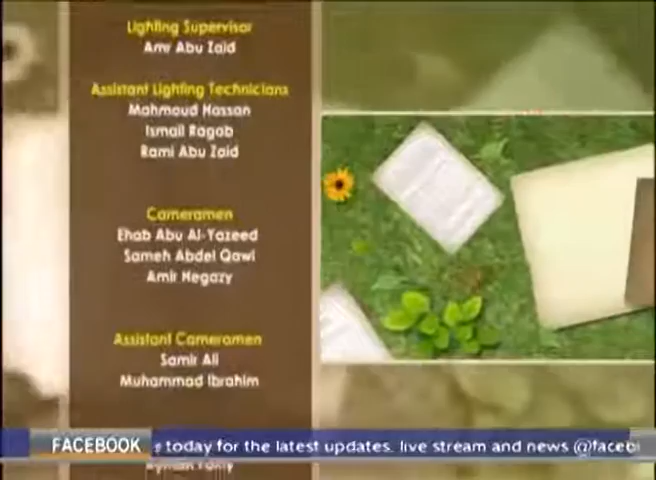 Lighting Supervisor
Amr Abu Zaid
Assistant Lighting Technicians
Mahmoud Hassan
Ismail Ragab
Rami Abu Zaid
Cameramen
Ehab Abu Al-Yazeed
Sameh Abdel Qawi
Amir Hegazy
Assistant Cameramen
Samir Ali
Muhammad Ibrahim
FACEBOOK today for the latest updates. live stream and news @facebo